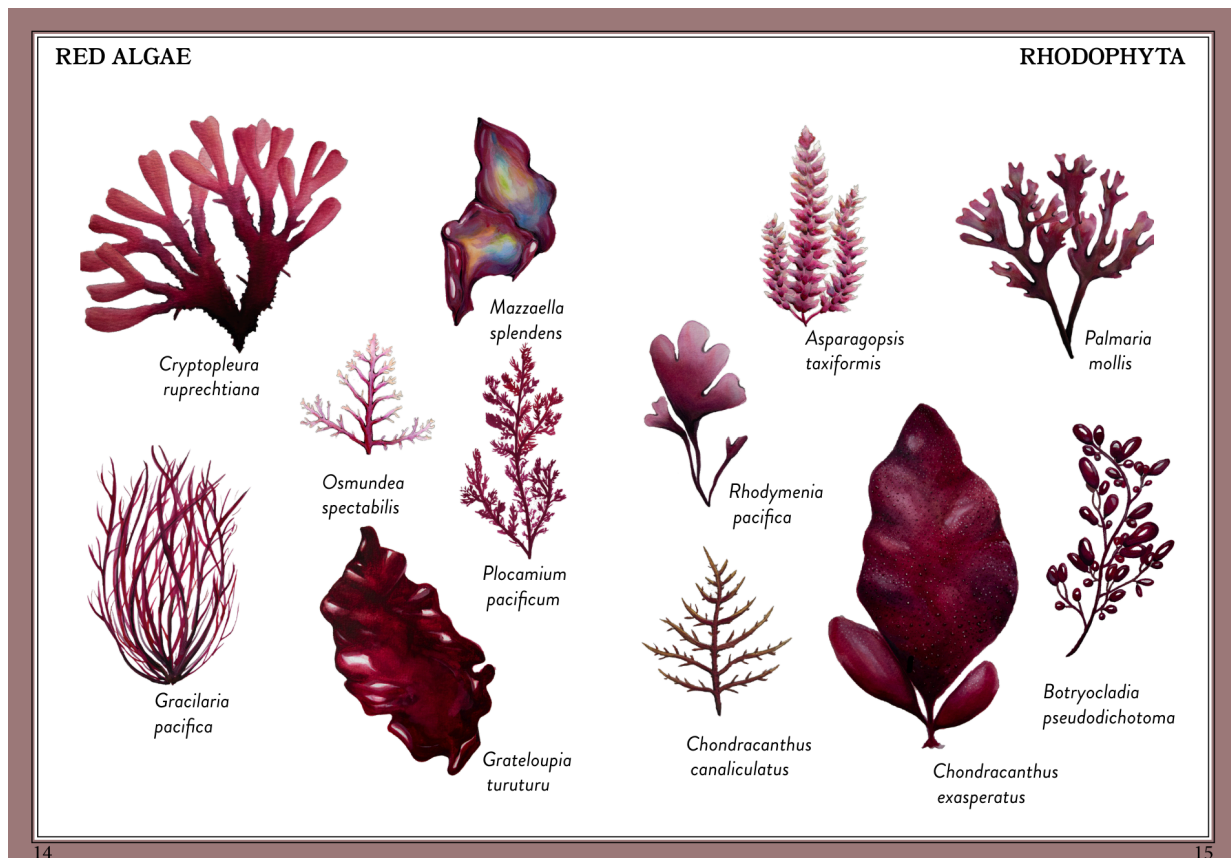 RED ALGAE
RHODOPHYTA
Cryptopleura
ruprechtiana
Mazzaella
splendens
Osmundea
spectabilis
Plocamium
pacificum
Gracilaria
pacifica
Grateloupia
turuturu
Asparagopsis
taxiformis
Palmaria
mollis
Rhodymenia
pacifica
Chondracanthus
canaliculatus
Chondracanthus
exasperatus
Botryocladia
pseudodichotoma
14
15